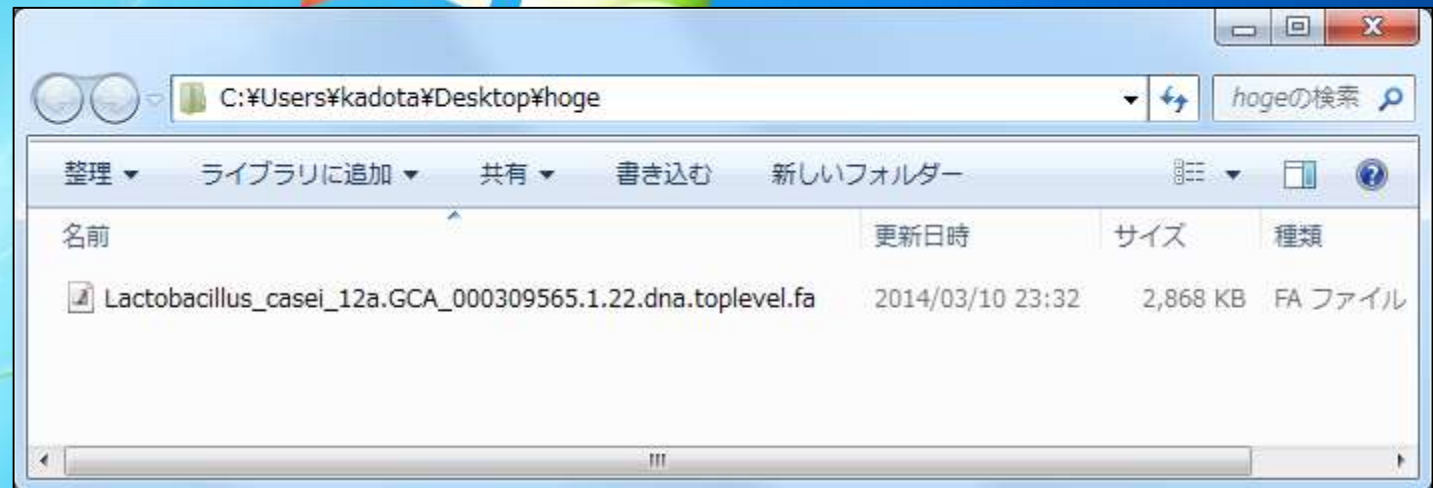 C:¥Users¥kadota¥Desktop¥hoge
hogeの検索
整理 ライブラリに追加 共有 書き込む 新しいフォルダー
名前 更新日時 サイズ 種類
Lactobacillus_casei_12a.GCA_000309565.1.22.dna.toplevel.fa 2014/03/10 23:32 2,868 KB FA ファイル